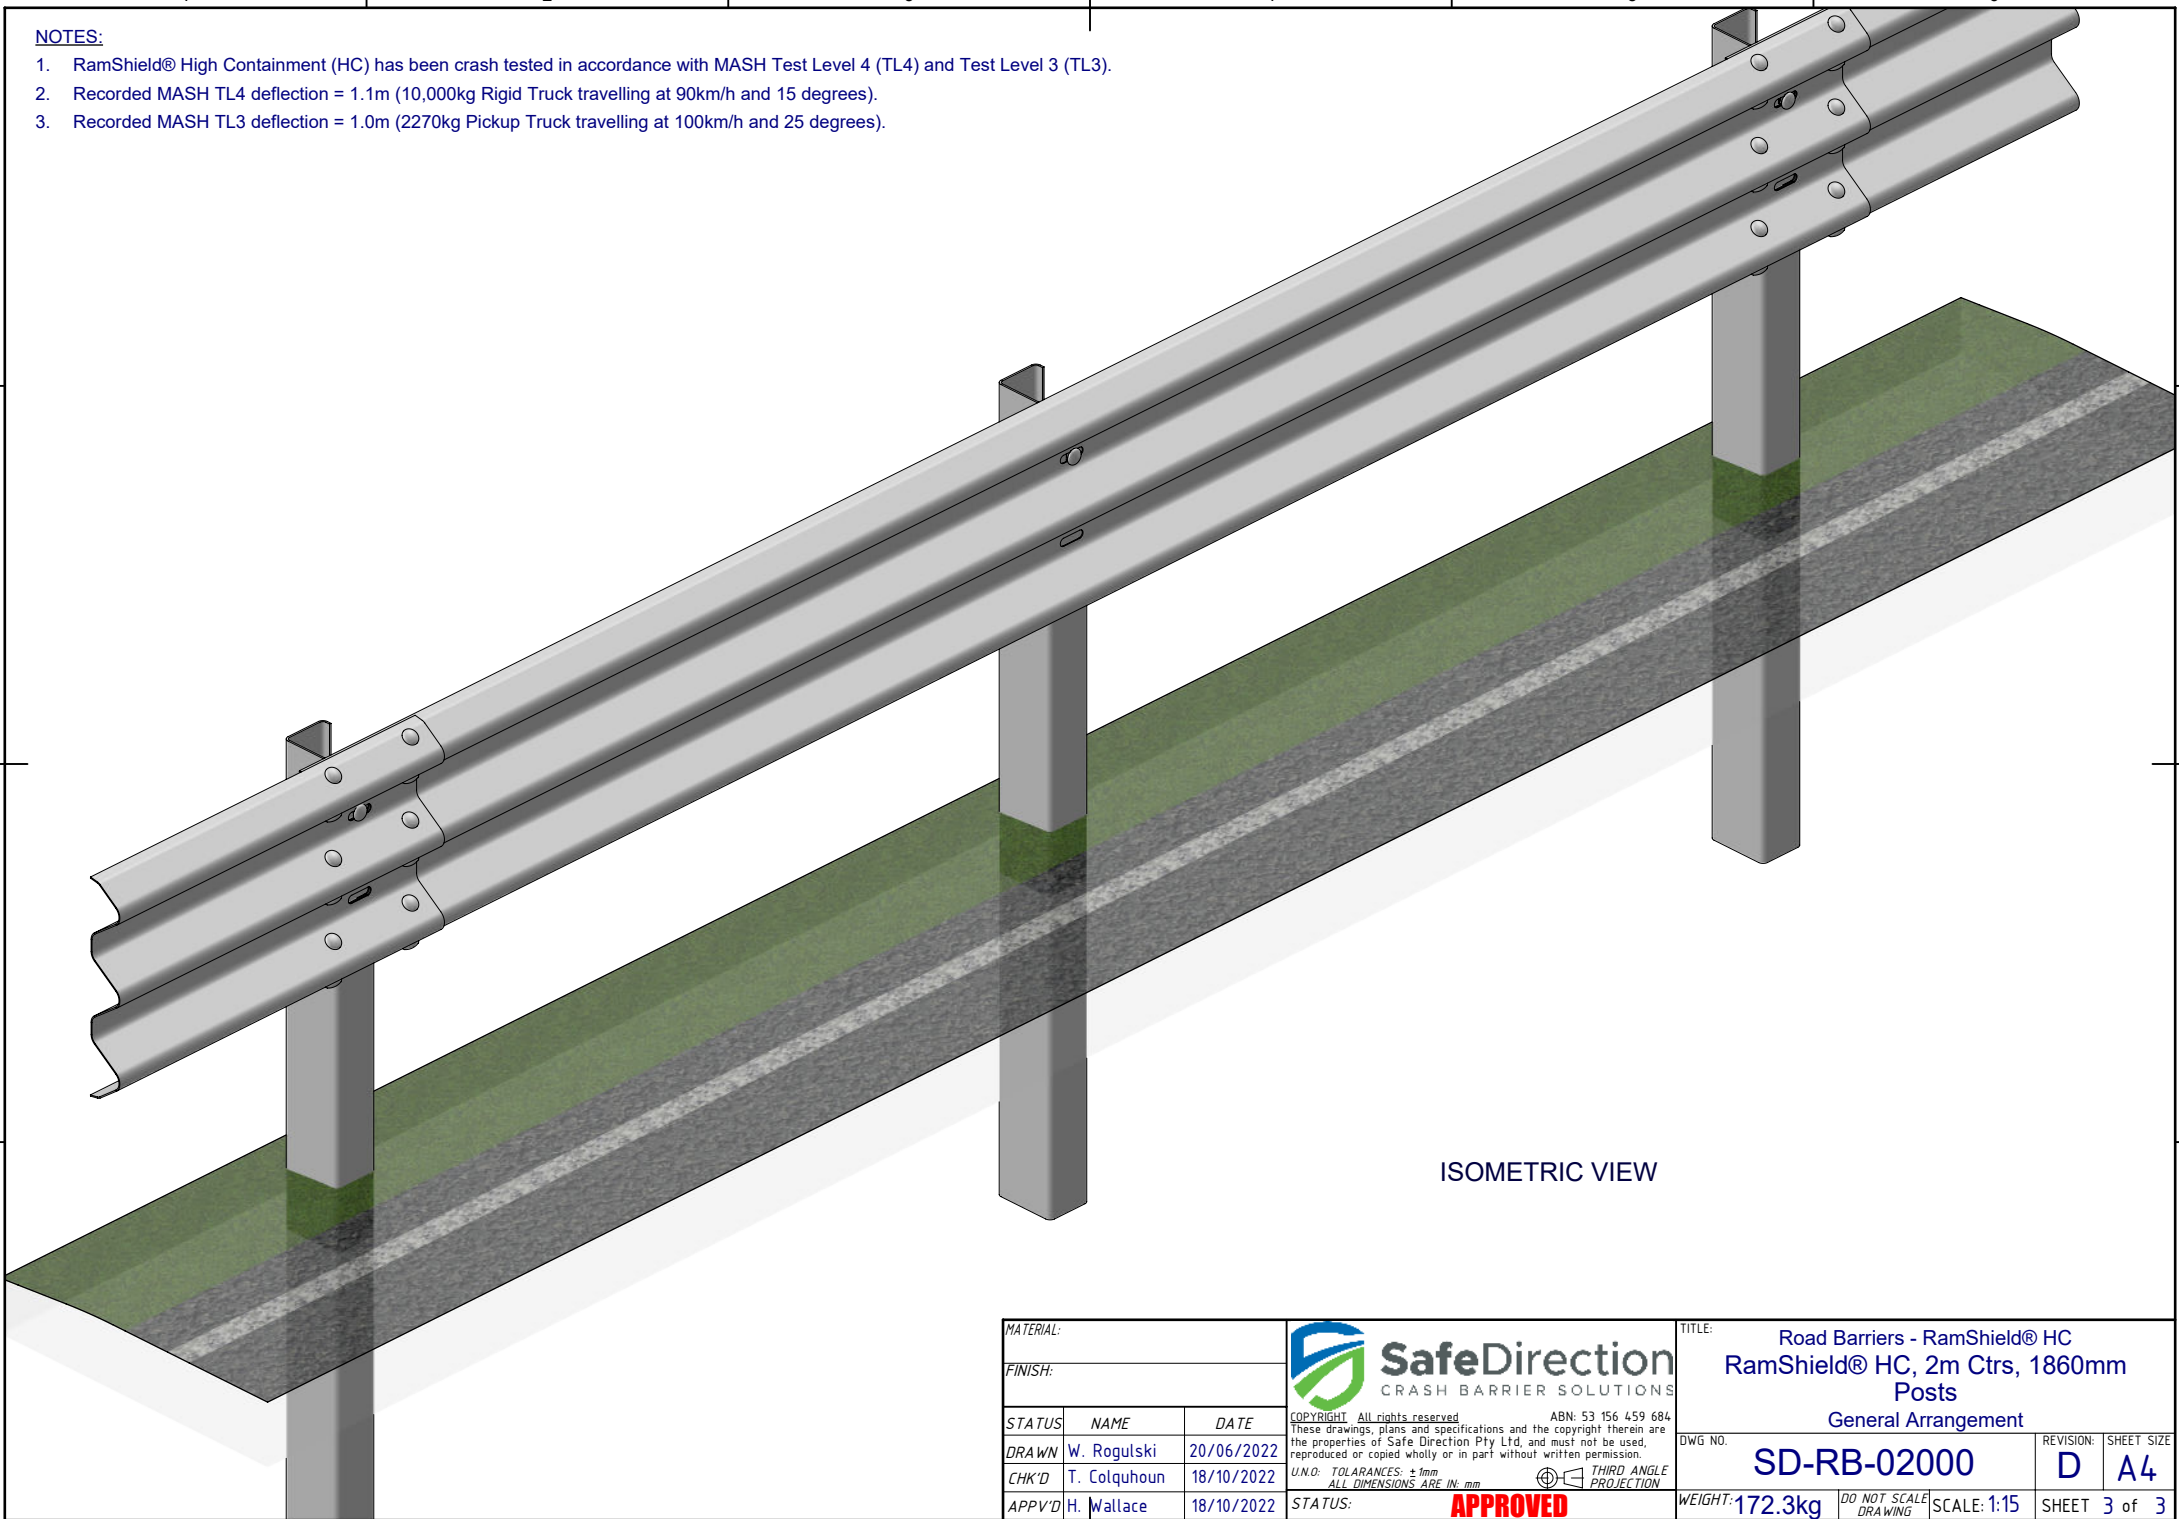 NOTES:
1. RamShield® High Containment (HC) has been crash tested in accordance with MASH Test Level 4 (TL4) and Test Level 3 (TL3).
2. Recorded MASH TL4 deflection = 1.1m (10,000kg Rigid Truck travelling at 90km/h and 15 degrees).
3. Recorded MASH TL3 deflection = 1.0m (2270kg Pickup Truck travelling at 100km/h and 25 degrees).
ISOMETRIC VIEW
MATERIAL:
FINISH:
STATUS NAME DATE
DRAWN W. Rogulski 20/06/2022
CHK'D T. Colquhoun 18/10/2022
APPV'D H. Wallace 18/10/2022
SafeDirection
CRASH BARRIER SOLUTIONS
COPYRIGHT All rights reserved ABN: 53 156 459 684
These drawings, plans and specifications and the copyright therein are
the properties of Safe Direction Pty Ltd, and must not be used,
reproduced or copied wholly or in part without written permission.
U.N.O: TOLARANCES: ±1mm
ALL DIMENSIONS ARE IN: mm
THIRD ANGLE
PROJECTION
STATUS: APPROVED
TITLE:
Road Barriers - RamShield® HC
RamShield® HC, 2m Ctrs, 1860mm
Posts
General Arrangement
DWG NO. SD-RB-02000
REVISION: D
SHEET SIZE A4
WEIGHT: 172.3kg
DO NOT SCALE
DRAWING
SCALE: 1:15
SHEET 3 of 3